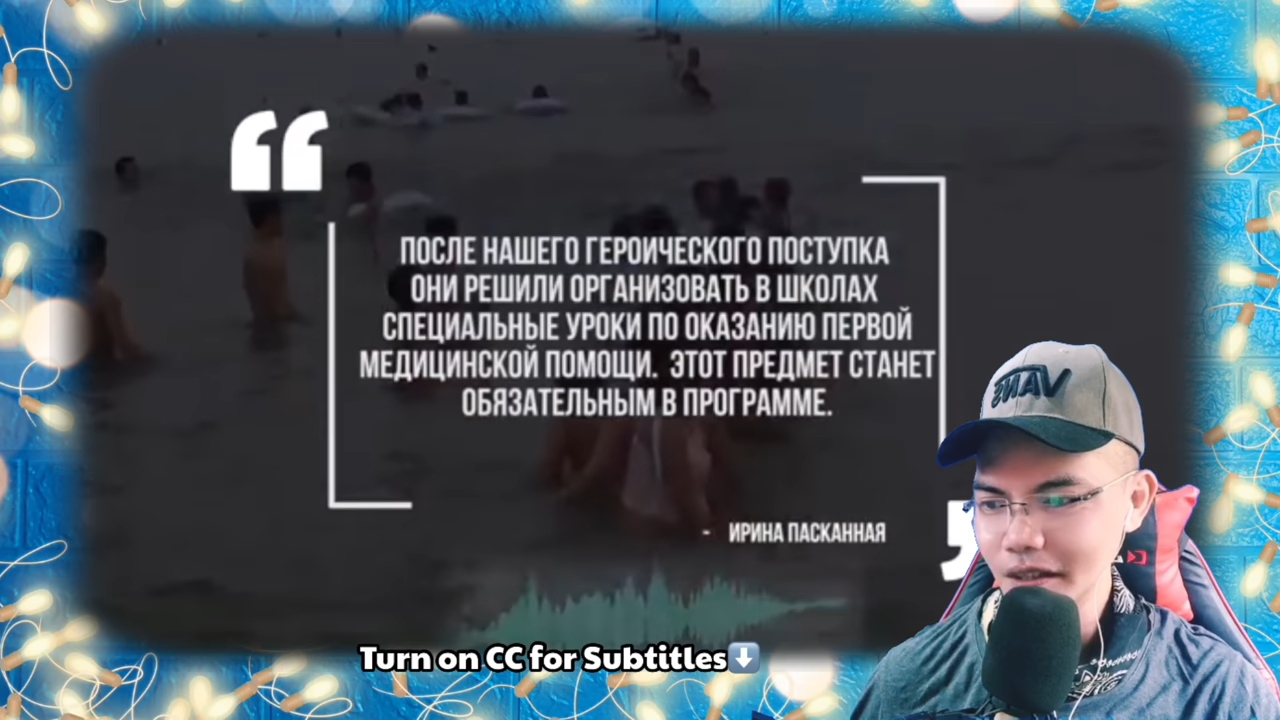 “
ПОСЛЕ НАШЕГО ГЕРОИЧЕСКОГО ПОСТУПКА
ОНИ РЕШИЛИ ОРГАНИЗОВАТЬ В ШКОЛАХ
СПЕЦИАЛЬНЫЕ УРОКИ ПО ОКАЗАНИЮ ПЕРВОЙ
МЕДИЦИНСКОЙ ПОМОЩИ. ЭТОТ ПРЕДМЕТ СТАНЕТ
ОБЯЗАТЕЛЬНЫМ В ПРОГРАММЕ.
- ИРИНА ПАСКАННАЯ
VANS
Turn on CC for Subtitles⬇️